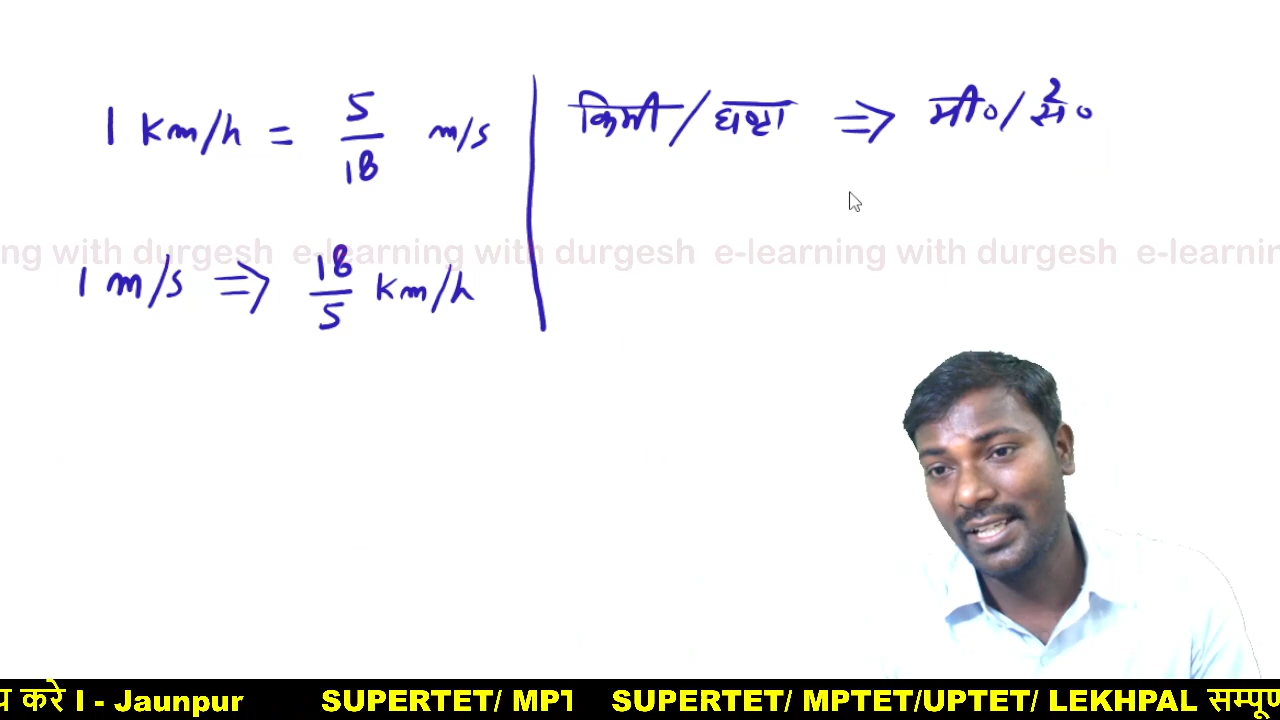 1 km/h = 5/18 m/s
किमी/घण्टा ⇒ मी०/से०
ng with durgesh e-learning with durgesh e-learning with durgesh e-learnin
1 m/s ⇒ 18/5 km/h
य करे I - Jaunpur SUPERTET/ MPT SUPERTET/ MPTET/UPTET/ LEKHPAL सम्पूर्ण